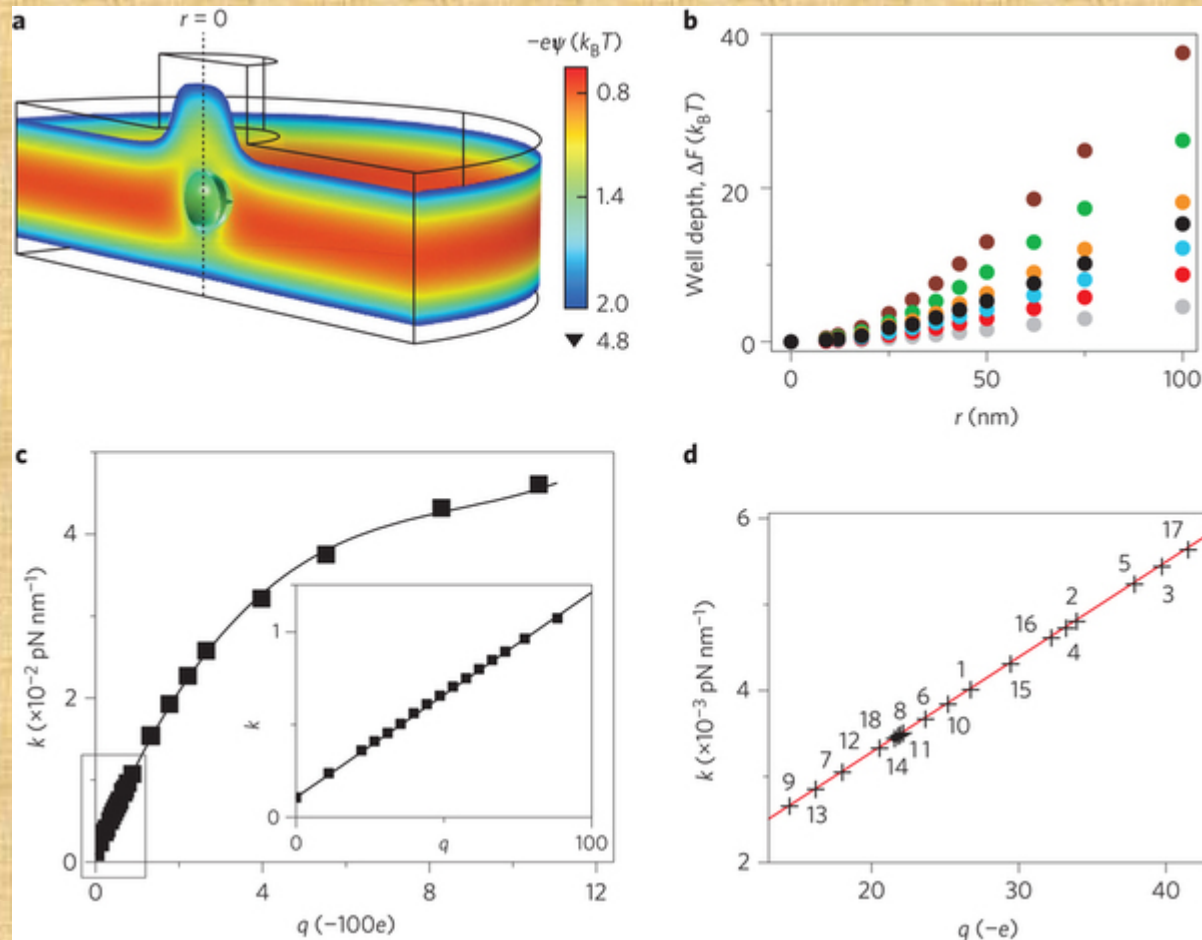 a
r = 0
−eψ (k_BT)
0.8
1.4
2.0
▼ 4.8
b
40
20
0
Well depth, ΔF (k_BT)
0 50 100
r (nm)
c
4
2
0
k (×10⁻² pN nm⁻¹)
0 4 8 12
q (−100e)
1
0
k
0 q 100
d
6
4
2
k (×10⁻³ pN nm⁻¹)
17
5
3
2
16
4
1
15
6
10
8
18
11
12
14
7
9
13
20 30 40
q (−e)